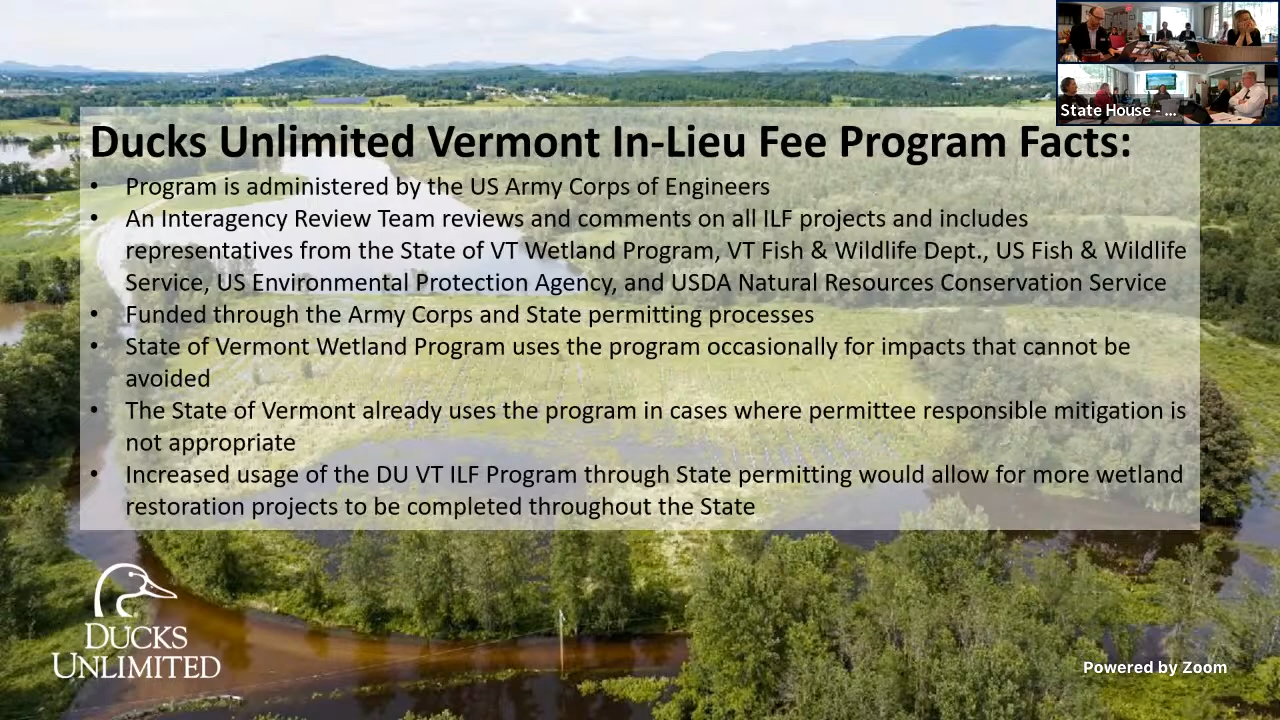 State House - ...
Ducks Unlimited Vermont In-Lieu Fee Program Facts:
• Program is administered by the US Army Corps of Engineers
• An Interagency Review Team reviews and comments on all ILF projects and includes
representatives from the State of VT Wetland Program, VT Fish & Wildlife Dept., US Fish & Wildlife
Service, US Environmental Protection Agency, and USDA Natural Resources Conservation Service
• Funded through the Army Corps and State permitting processes
• State of Vermont Wetland Program uses the program occasionally for impacts that cannot be
avoided
• The State of Vermont already uses the program in cases where permittee responsible mitigation is
not appropriate
• Increased usage of the DU VT ILF Program through State permitting would allow for more wetland
restoration projects to be completed throughout the State
DUCKS
UNLIMITED
Powered by Zoom